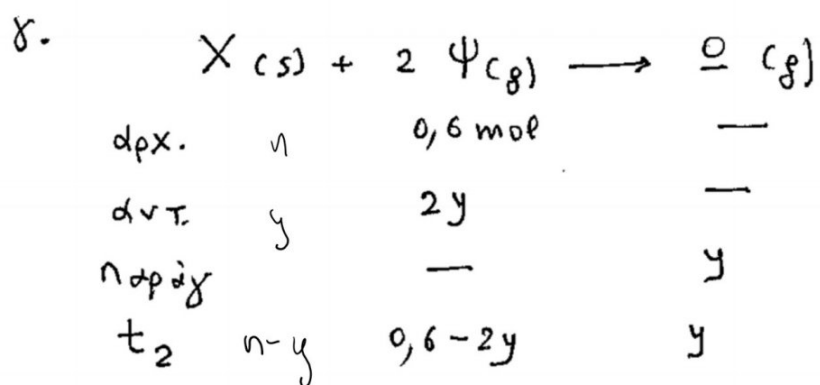 γ.
X (s) + 2 Ψ(g) ⟶ Ω (g)
αρχ. n 0,6 mol —
αντ. y 2y —
παράγ — y
t₂ n-y 0,6-2y y